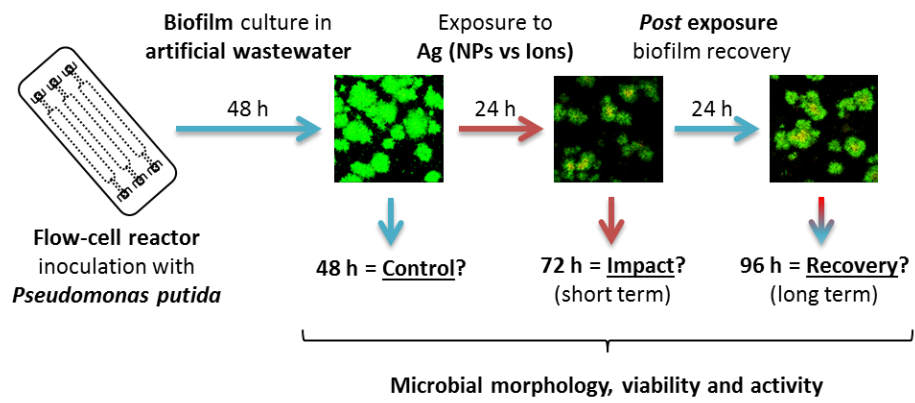 Biofilm culture in
artificial wastewater
Exposure to
Ag (NPs vs Ions)
Post exposure
biofilm recovery
48 h
24 h
24 h
Flow-cell reactor
inoculation with
Pseudomonas putida
48 h = Control?
72 h = Impact?
(short term)
96 h = Recovery?
(long term)
Microbial morphology, viability and activity